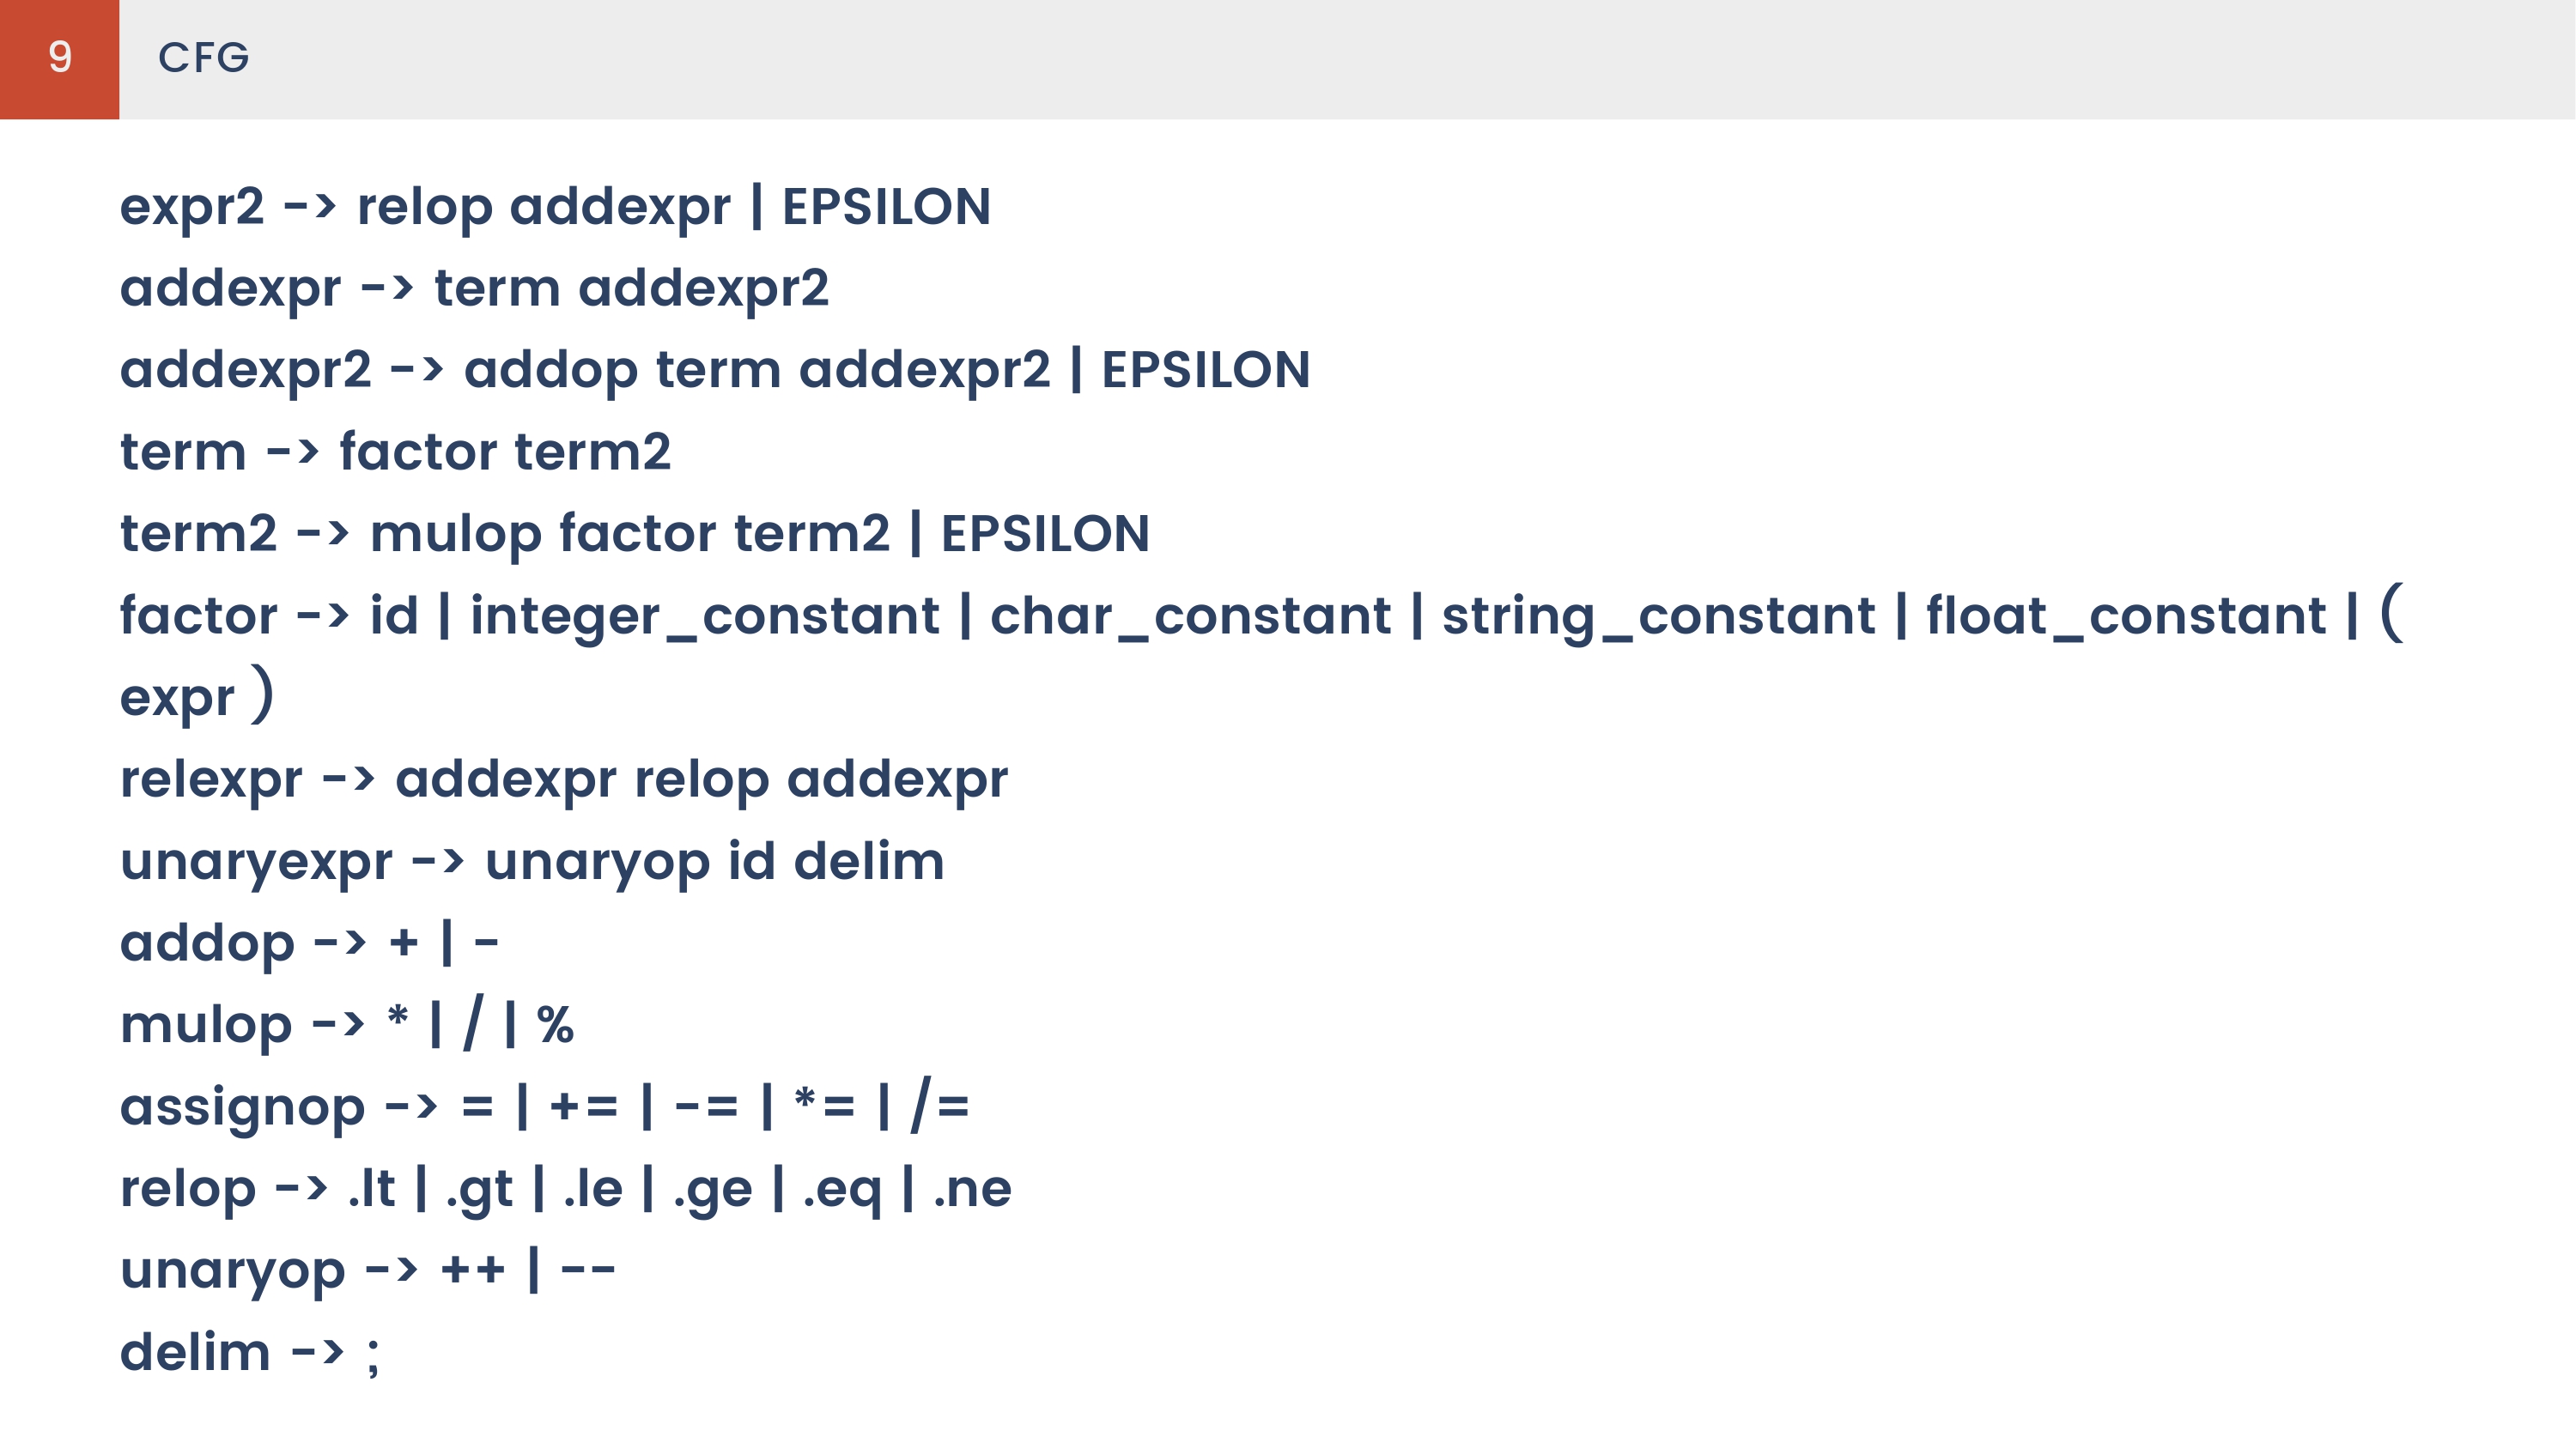 9
CFG
expr2 -> relop addexpr | EPSILON
addexpr -> term addexpr2
addexpr2 -> addop term addexpr2 | EPSILON
term -> factor term2
term2 -> mulop factor term2 | EPSILON
factor -> id | integer_constant | char_constant | string_constant | float_constant | (
expr )
relexpr -> addexpr relop addexpr
unaryexpr -> unaryop id delim
addop -> + | -
mulop -> * | / | %
assignop -> = | += | -= | *= | /=
relop -> .lt | .gt | .le | .ge | .eq | .ne
unaryop -> ++ | --
delim -> ;